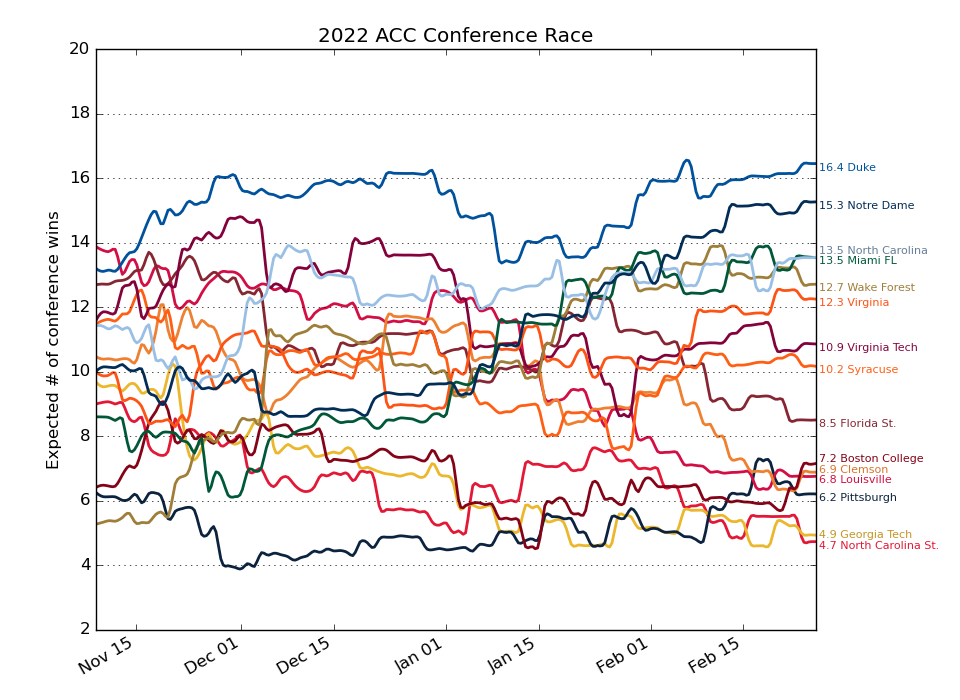 2022 ACC Conference Race
Expected # of conference wins
20
18
16
14
12
10
8
6
4
2
Nov 15
Dec 01
Dec 15
Jan 01
Jan 15
Feb 01
Feb 15
16.4 Duke
15.3 Notre Dame
13.5 North Carolina
13.5 Miami FL
12.7 Wake Forest
12.3 Virginia
10.9 Virginia Tech
10.2 Syracuse
8.5 Florida St.
7.2 Boston College
6.9 Clemson
6.8 Louisville
6.2 Pittsburgh
4.9 Georgia Tech
4.7 North Carolina St.